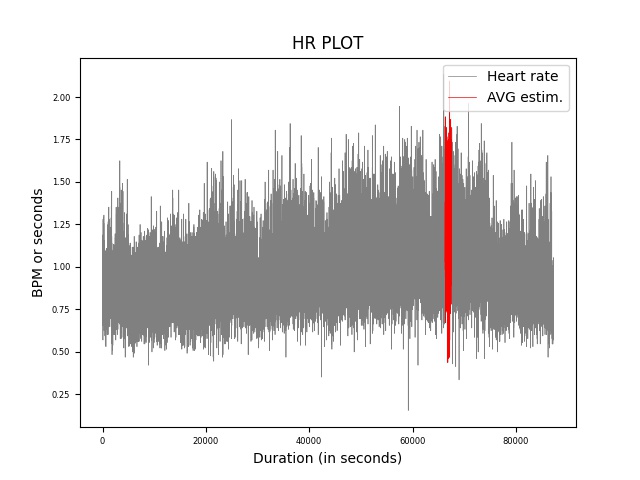 HR PLOT
Heart rate
AVG estim.
2.00
1.75
1.50
1.25
1.00
0.75
0.50
0.25
BPM or seconds
0
20000
40000
60000
80000
Duration (in seconds)